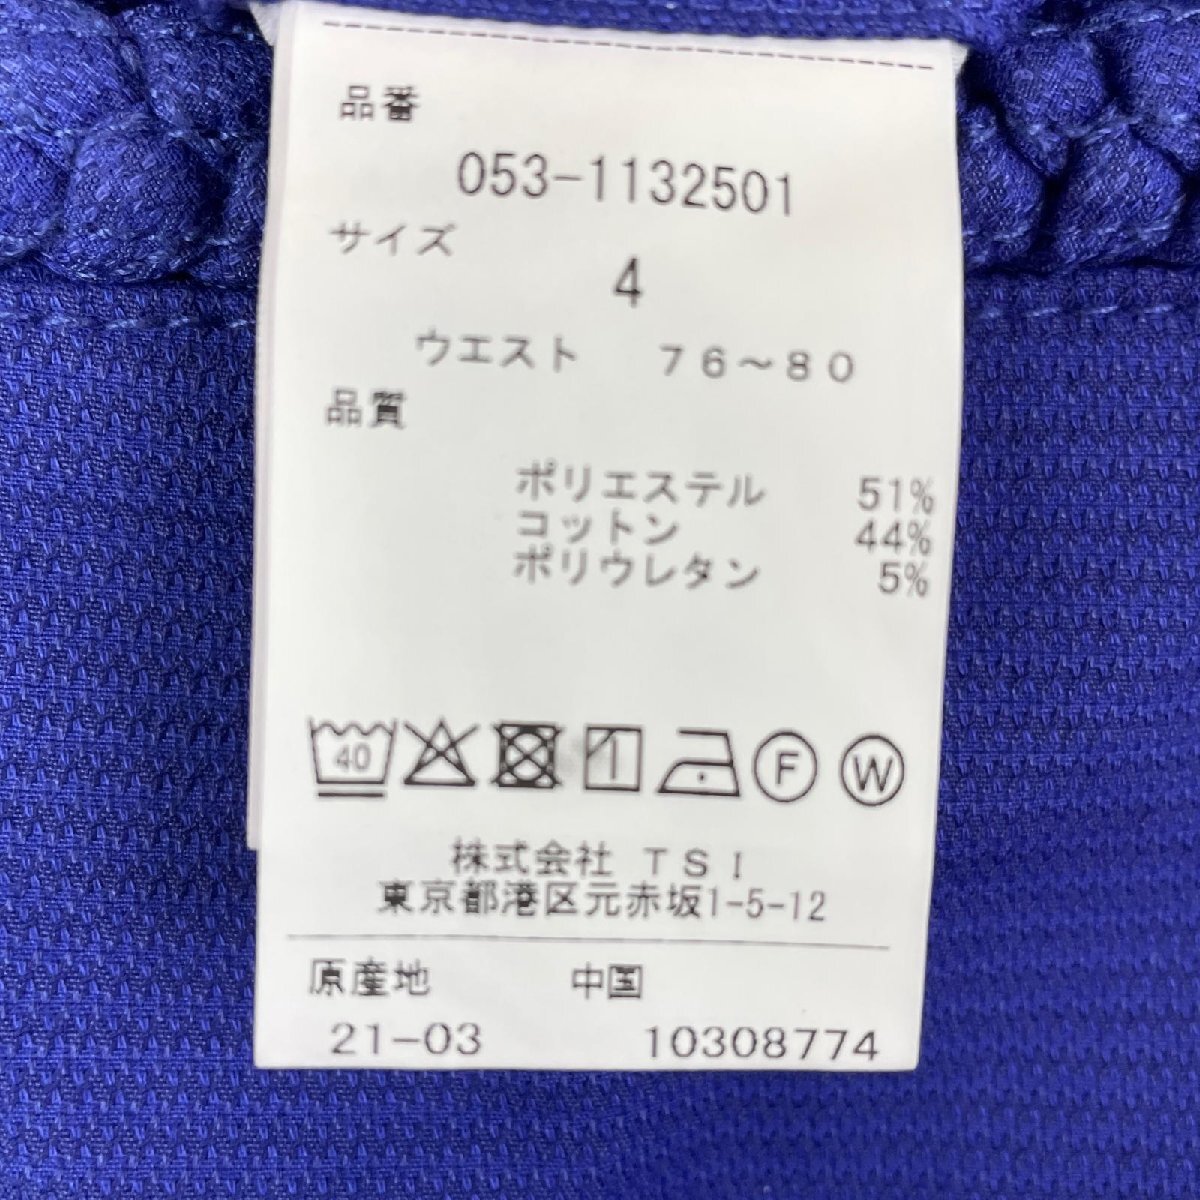 品番
053-1132501
サイズ
4
ウエスト 76~80
品質
ポリエステル 51%
コットン 44%
ポリウレタン 5%
40 F W
株式会社 TSI
東京都港区元赤坂1-5-12
原産地 中国
21-03 10308774